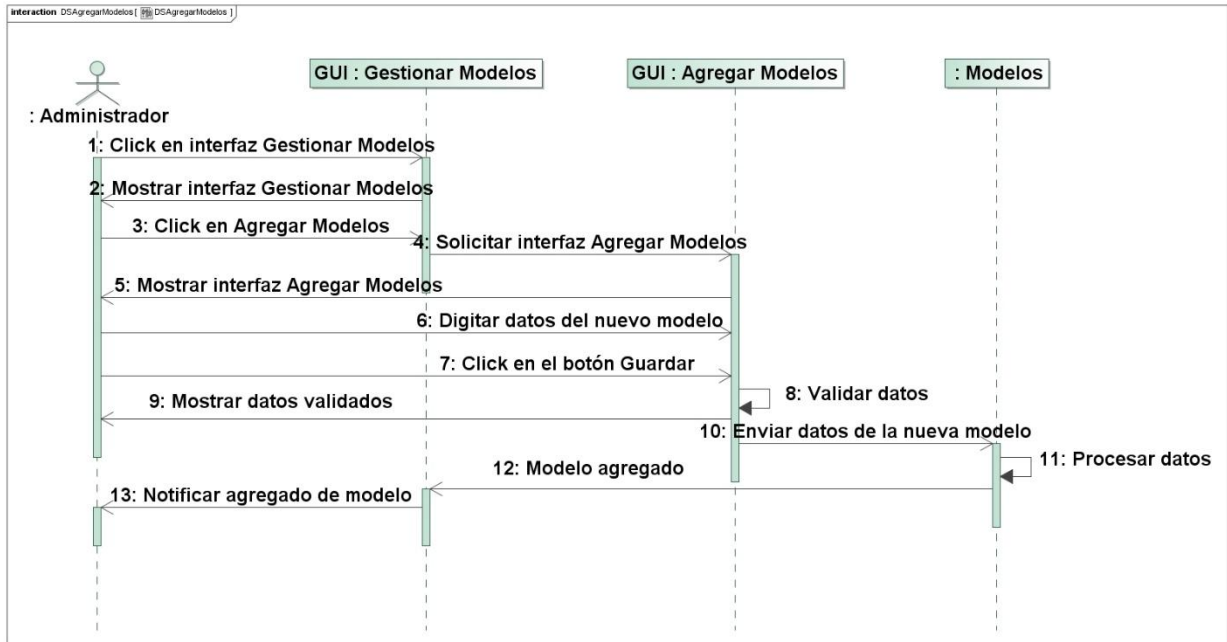 interaction DSAgregarModelos [ DSAgregarModelos ]
GUI : Gestionar Modelos
GUI : Agregar Modelos
: Modelos
: Administrador
1: Click en interfaz Gestionar Modelos
2: Mostrar interfaz Gestionar Modelos
3: Click en Agregar Modelos
4: Solicitar interfaz Agregar Modelos
5: Mostrar interfaz Agregar Modelos
6: Digitar datos del nuevo modelo
7: Click en el botón Guardar
8: Validar datos
9: Mostrar datos validados
10: Enviar datos de la nueva modelo
11: Procesar datos
12: Modelo agregado
13: Notificar agregado de modelo